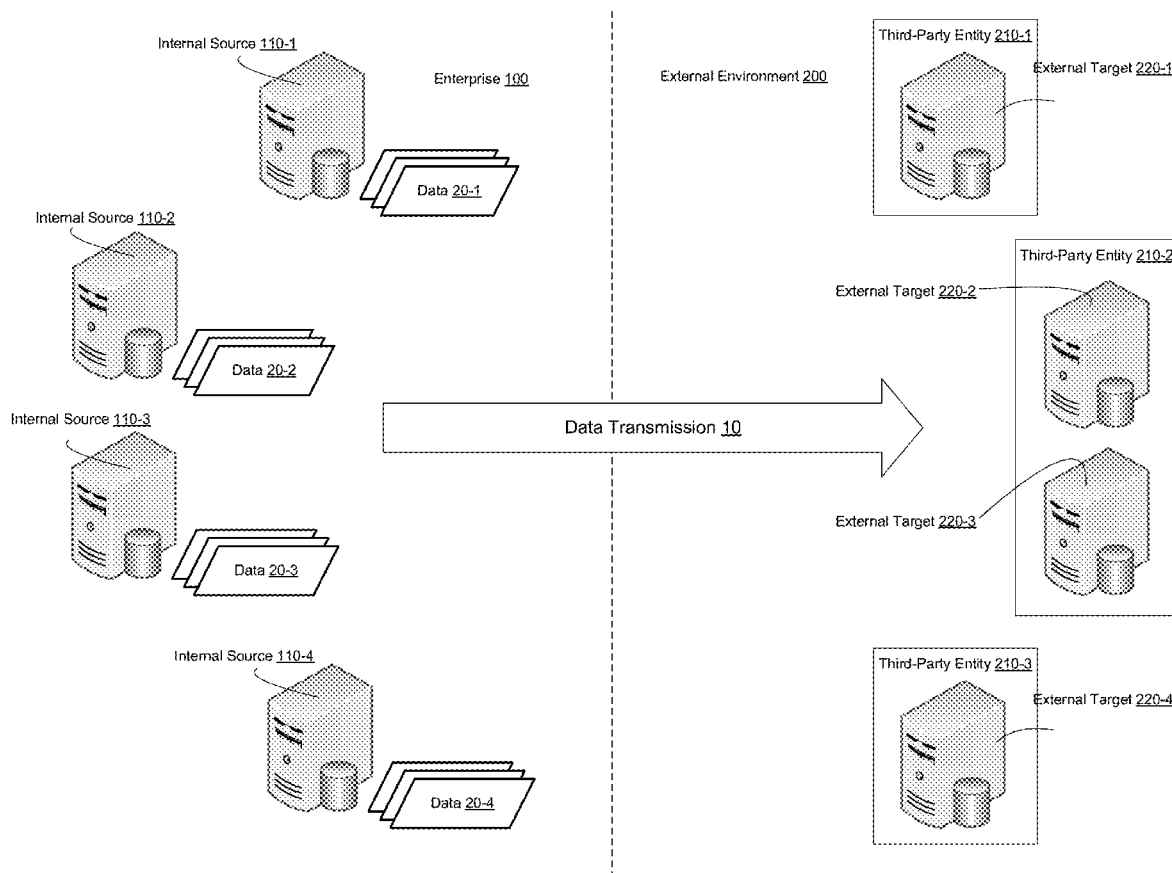 Internal Source 110-1
Enterprise 100
Data 20-1
Internal Source 110-2
Data 20-2
Internal Source 110-3
Data 20-3
Internal Source 110-4
Data 20-4
Data Transmission 10
External Environment 200
Third-Party Entity 210-1
External Target 220-1
Third-Party Entity 210-2
External Target 220-2
External Target 220-3
Third-Party Entity 210-3
External Target 220-4